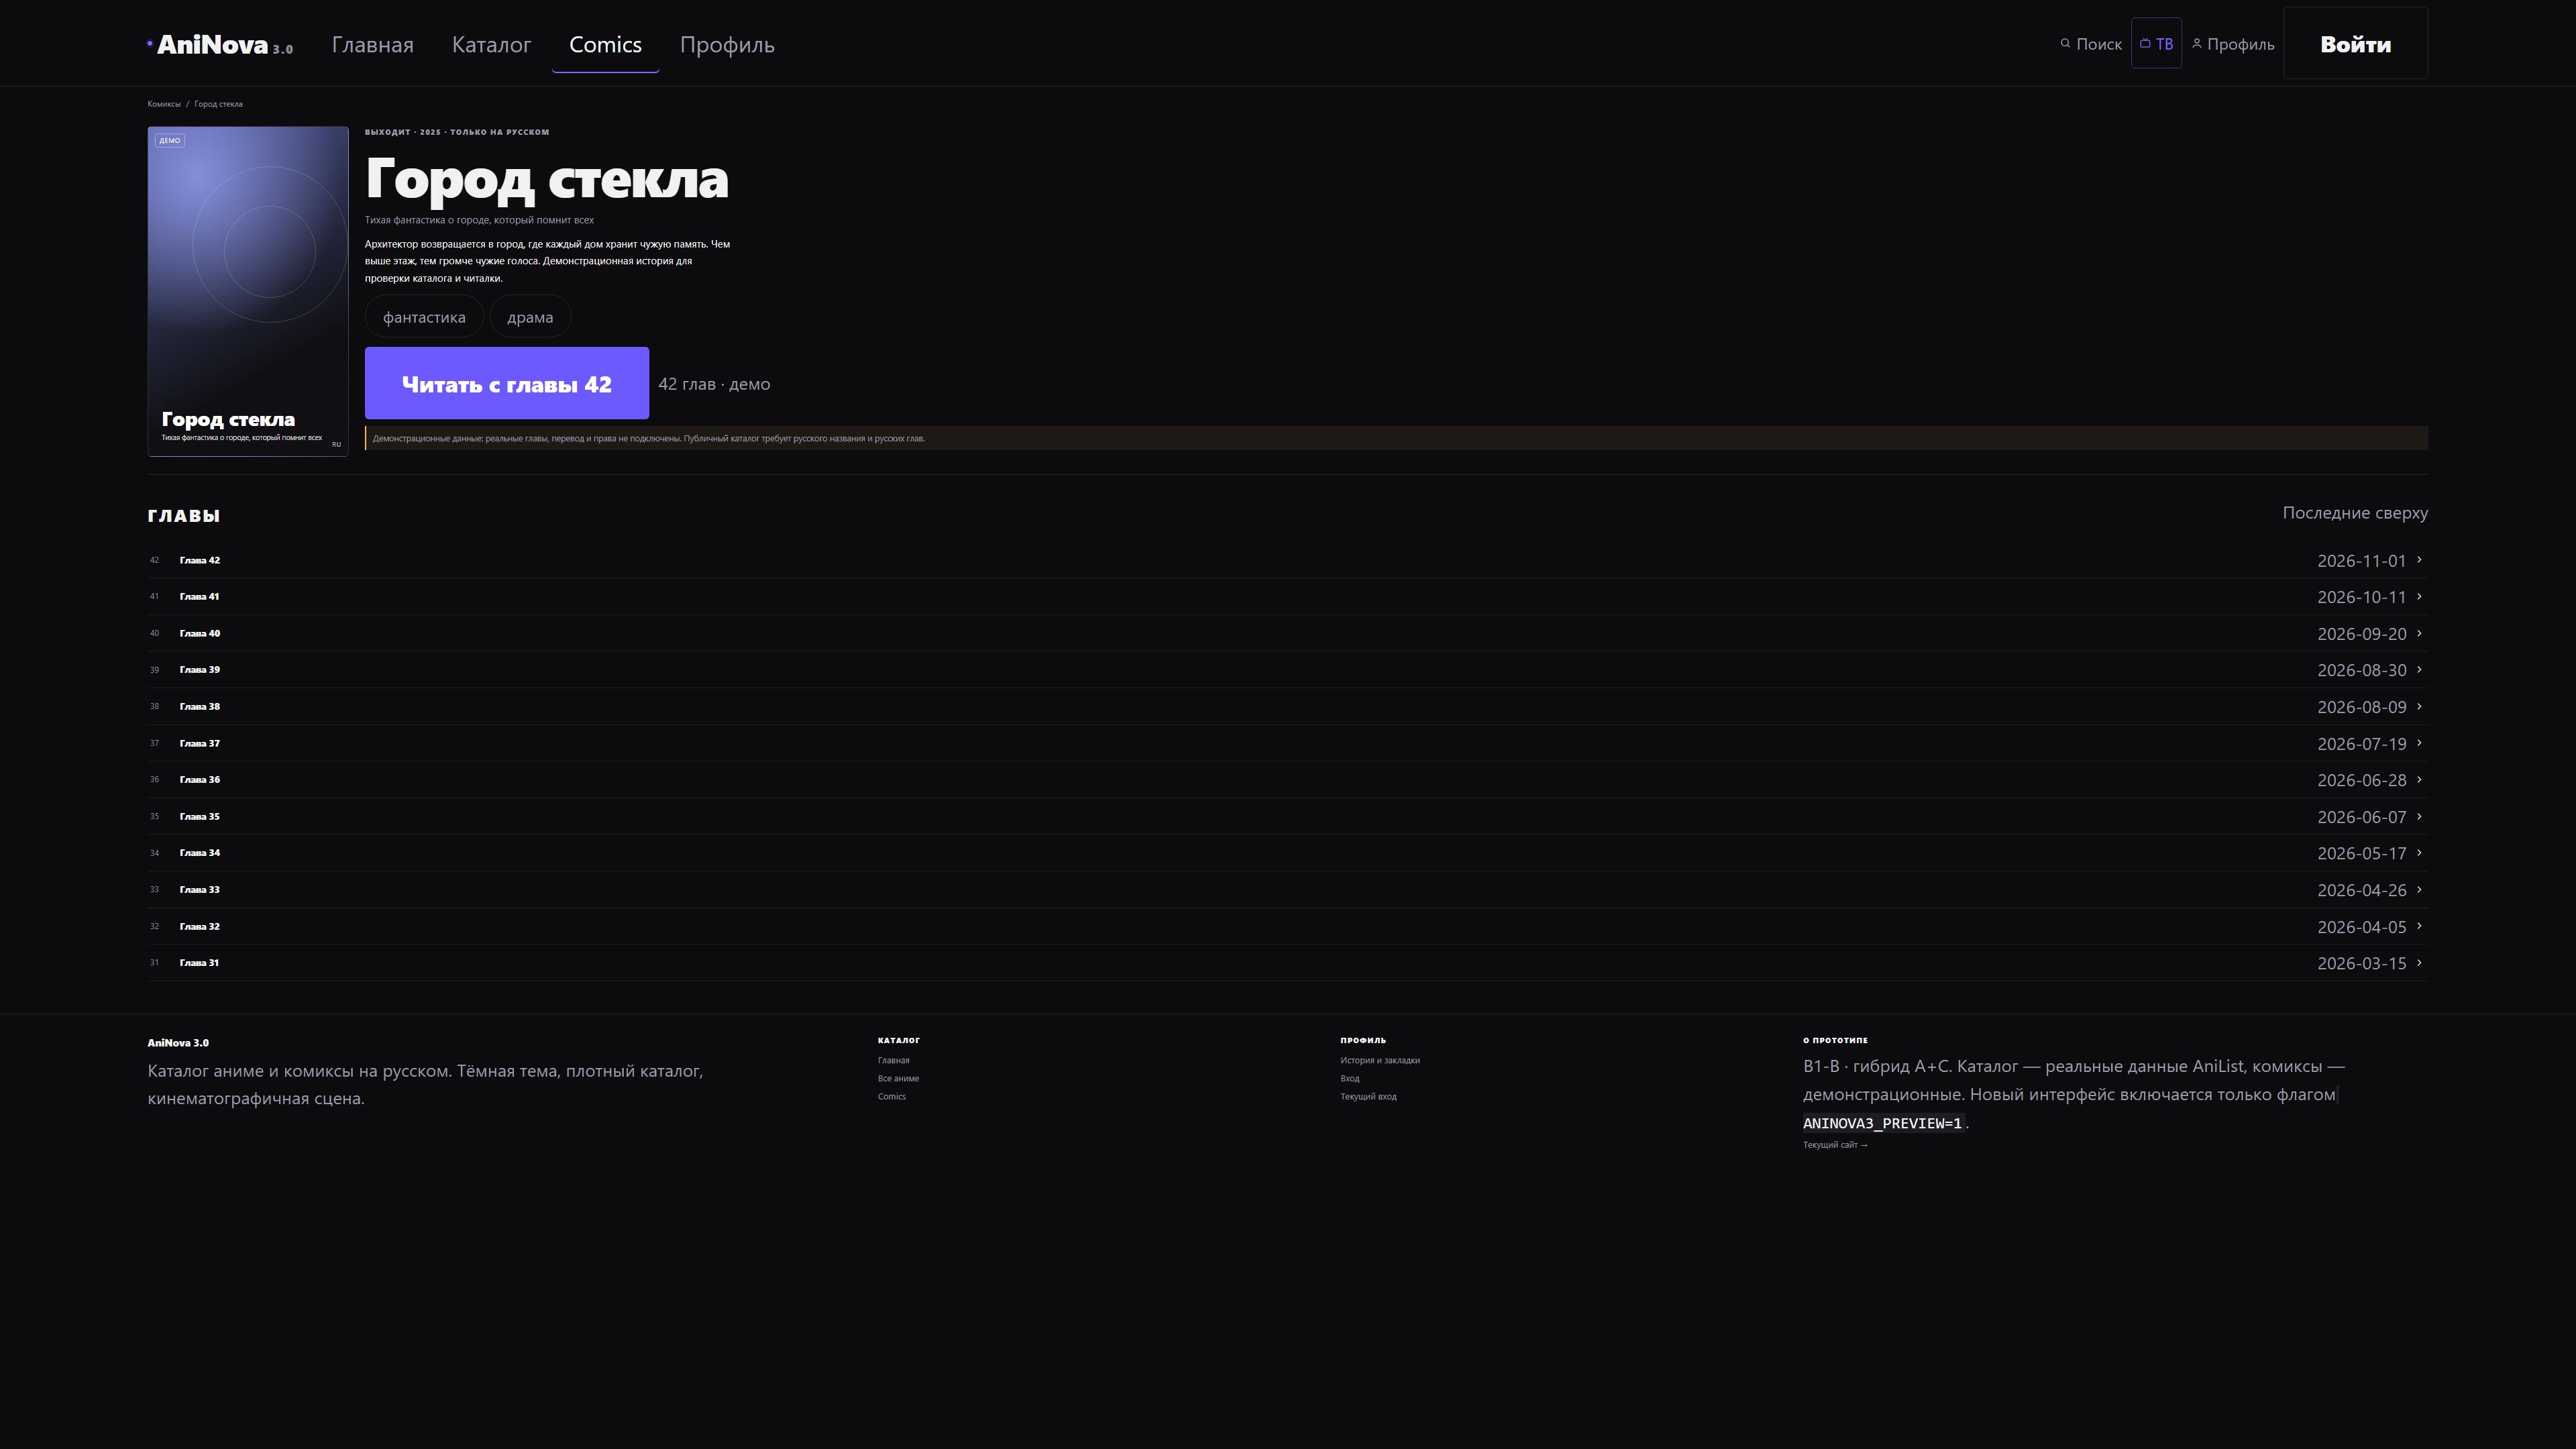 AniNova 3.0
Главная
Каталог
Comics
Профиль
Поиск
ТВ
Профиль
Войти
Комиксы / Город стекла
ДЕМО
Город стекла
Тихая фантастика о городе, который помнит всех
RU
ВЫХОДИТ · 2025 · ТОЛЬКО НА РУССКОМ
Город стекла
Тихая фантастика о городе, который помнит всех
Архитектор возвращается в город, где каждый дом хранит чужую память. Чем
выше этаж, тем громче чужие голоса. Демонстрационная история для
проверки каталога и читалки.
фантастика
драма
Читать с главы 42
42 глав · демо
Демонстрационные данные: реальные главы, перевод и права не подключены. Публичный каталог требует русского названия и русских глав.
ГЛАВЫ
Последние сверху
42 Глава 42 2026-11-01 ›
41 Глава 41 2026-10-11 ›
40 Глава 40 2026-09-20 ›
39 Глава 39 2026-08-30 ›
38 Глава 38 2026-08-09 ›
37 Глава 37 2026-07-19 ›
36 Глава 36 2026-06-28 ›
35 Глава 35 2026-06-07 ›
34 Глава 34 2026-05-17 ›
33 Глава 33 2026-04-26 ›
32 Глава 32 2026-04-05 ›
31 Глава 31 2026-03-15 ›
AniNova 3.0
Каталог аниме и комиксы на русском. Тёмная тема, плотный каталог,
кинематографичная сцена.
КАТАЛОГ
Главная
Все аниме
Comics
ПРОФИЛЬ
История и закладки
Вход
Текущий вход
О ПРОТОТИПЕ
B1-B · гибрид A+C. Каталог — реальные данные AniList, комиксы —
демонстрационные. Новый интерфейс включается только флагом
ANINOVA3_PREVIEW=1.
Текущий сайт →